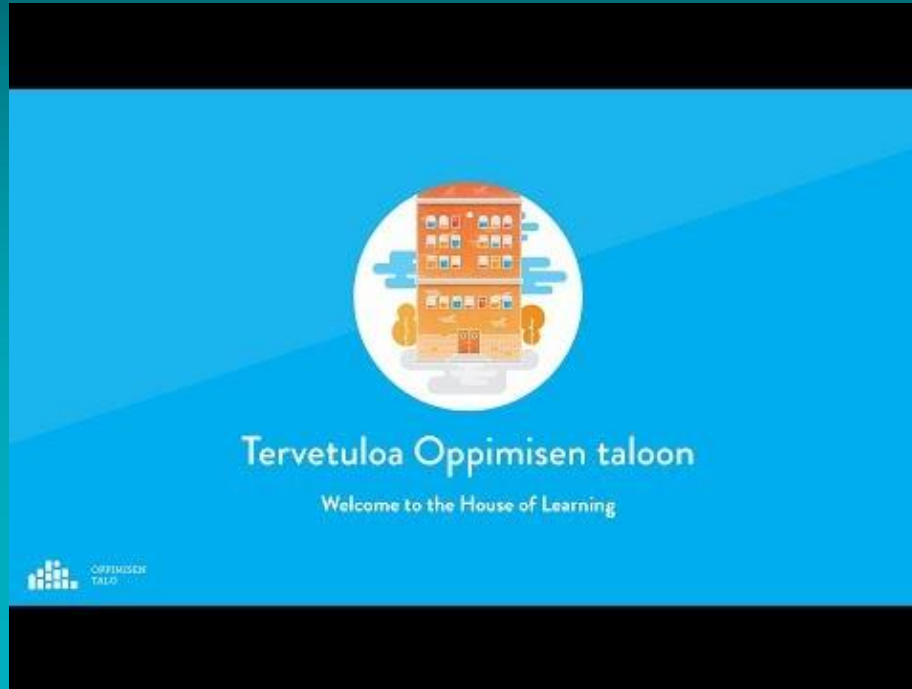 Tervetuloa Oppimisen taloon
Welcome to the House of Learning
OPPIMISEN
TALO